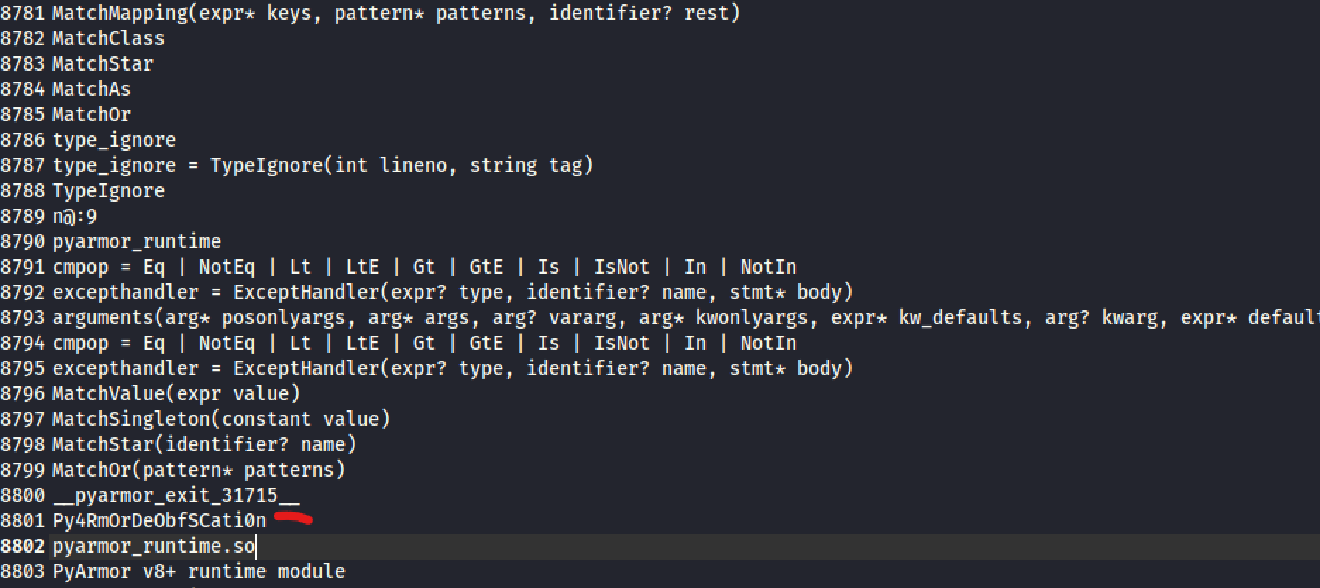 8781 MatchMapping(expr* keys, pattern* patterns, identifier? rest)
8782 MatchClass
8783 MatchStar
8784 MatchAs
8785 MatchOr
8786 type_ignore
8787 type_ignore = TypeIgnore(int lineno, string tag)
8788 TypeIgnore
8789 n@:9
8790 pyarmor_runtime
8791 cmpop = Eq | NotEq | Lt | LtE | Gt | GtE | Is | IsNot | In | NotIn
8792 excepthandler = ExceptHandler(expr? type, identifier? name, stmt* body)
8793 arguments(arg* posonlyargs, arg* args, arg? vararg, arg* kwonlyargs, expr* kw_defaults, arg? kwarg, expr* default
8794 cmpop = Eq | NotEq | Lt | LtE | Gt | GtE | Is | IsNot | In | NotIn
8795 excepthandler = ExceptHandler(expr? type, identifier? name, stmt* body)
8796 MatchValue(expr value)
8797 MatchSingleton(constant value)
8798 MatchStar(identifier? name)
8799 MatchOr(pattern* patterns)
8800 __pyarmor_exit_31715__
8801 Py4RmOrDeObfSCati0n
8802 pyarmor_runtime.so
8803 PyArmor v8+ runtime module